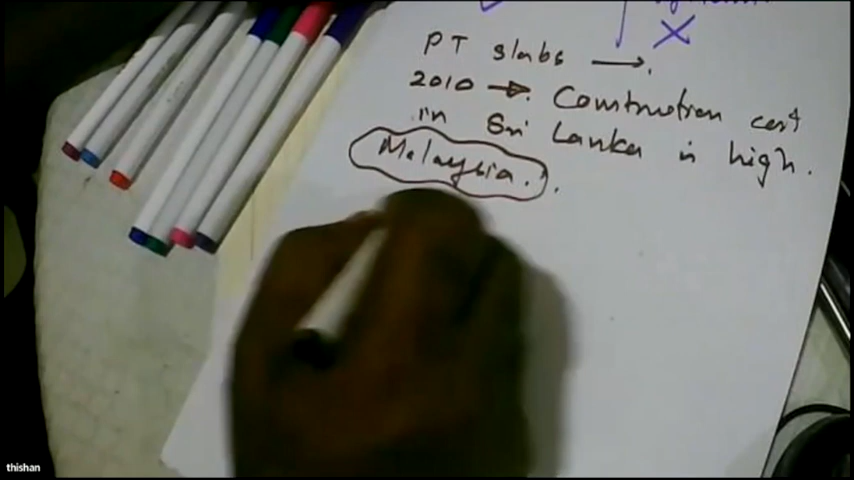 PT slabs →.
2010 →. Construction cost
in Sri Lanka is high.
Malaysia..
thishan